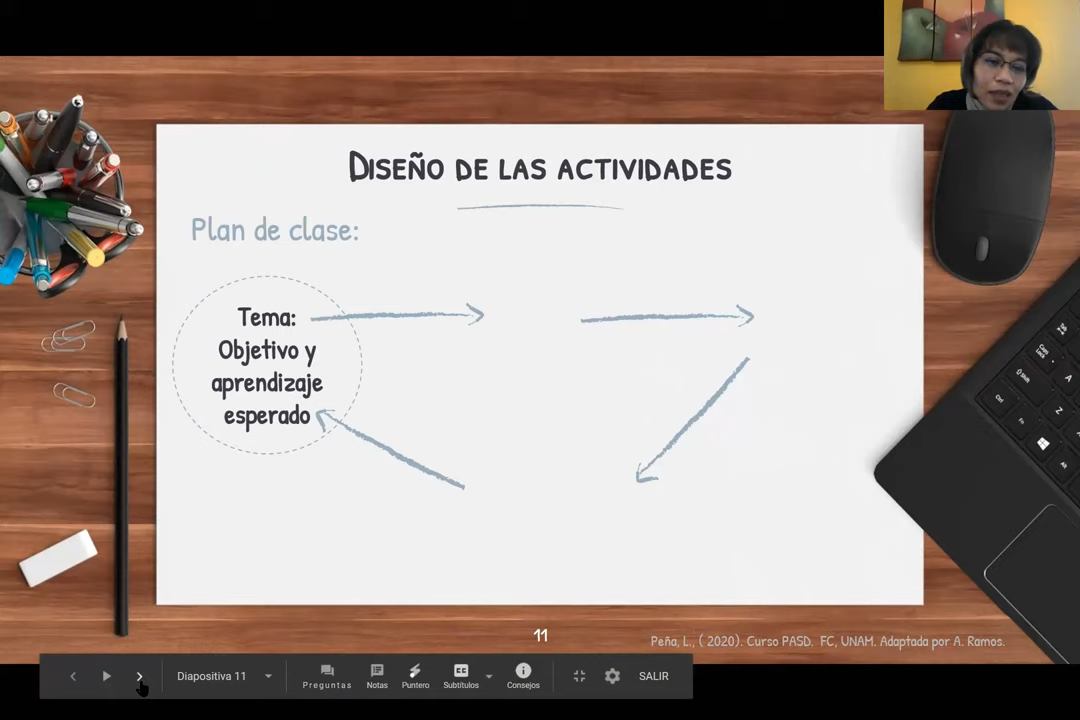 Diseño de las actividades
Plan de clase:
Tema:
Objetivo y
aprendizaje
esperado
11
Peña, L., ( 2020). Curso PASD. FC, UNAM. Adaptada por A. Ramos.
Diapositiva 11
Preguntas
Notas
Puntero
CC
Subtítulos
Consejos
SALIR